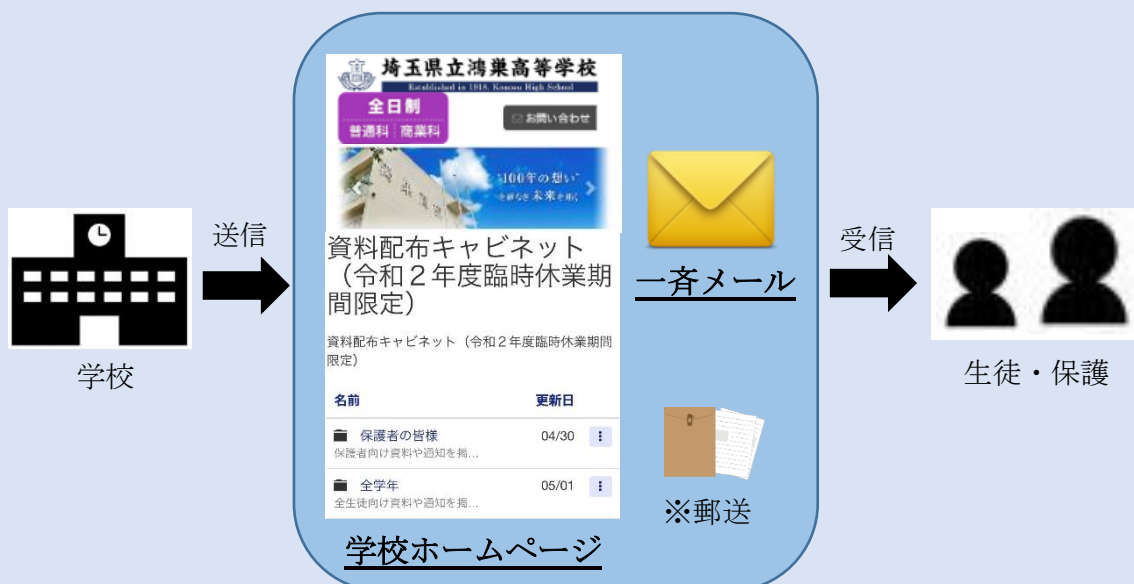 埼玉県立鴻巣高等学校
Established in 1918. Konosu High School
全日制
普通科 商業科
お問い合わせ
"100年の想い"
資料配布キャビネット
（令和２年度臨時休業期
間限定）
資料配布キャビネット（令和２年度臨時休業期間
限定）
名前 更新日
保護者の皆様 04/30
保護者向け資料や通知を掲...
全学年 05/01
全生徒向け資料や通知を掲...
学校ホームページ
学校
送信
一斉メール
※郵送
受信
生徒・保護